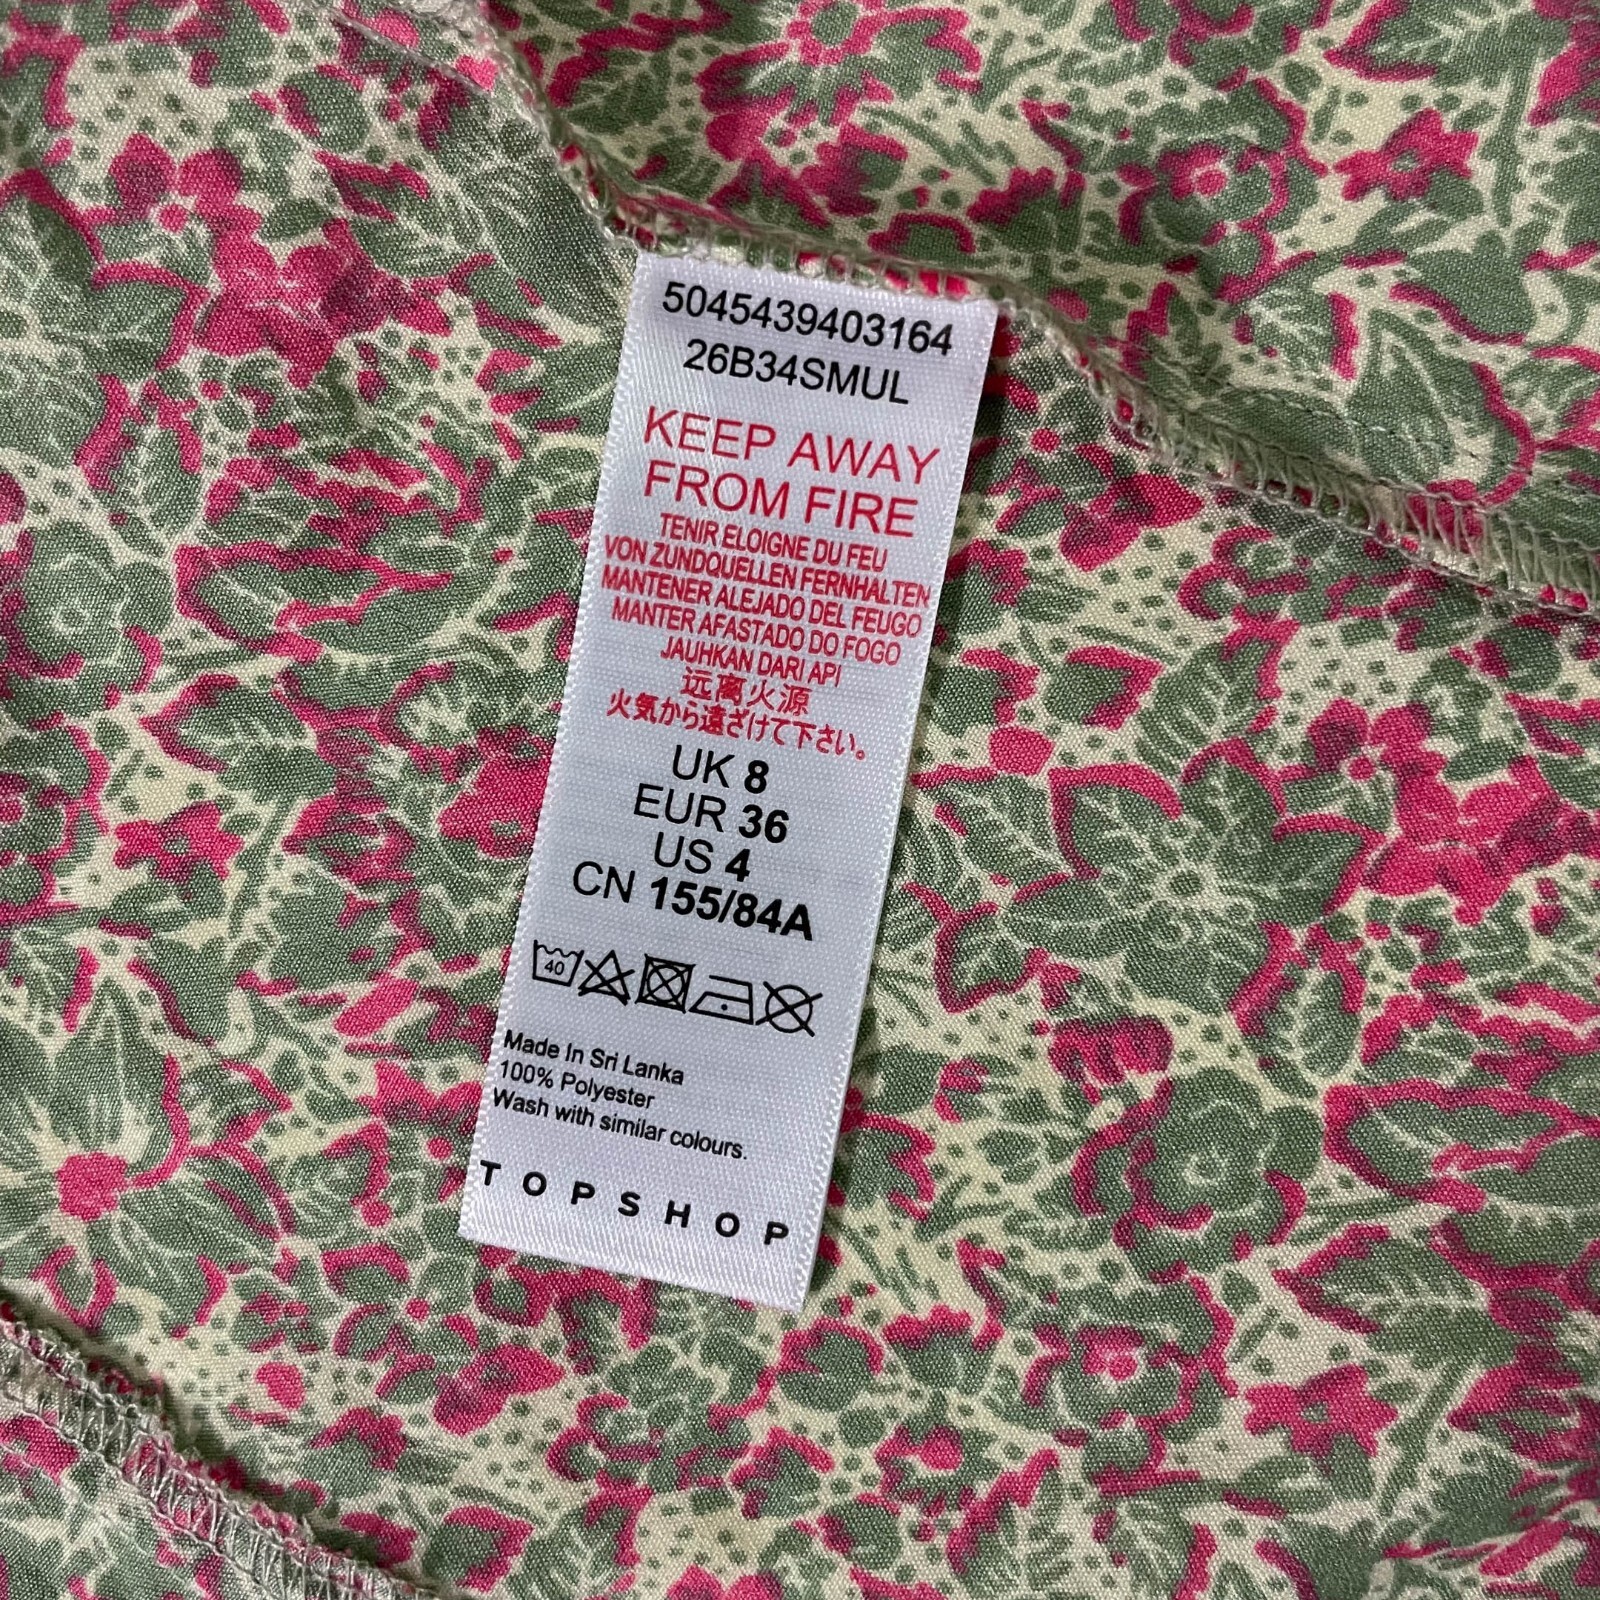 5045439403164
26B34SMUL
KEEP AWAY
FROM FIRE
TENIR ELOIGNE DU FEU
VON ZUNDQUELLEN FERNHALTEN
MANTENER ALEJADO DEL FEUGO
MANTER AFASTADO DO FOGO
JAUHKAN DARI API
远离火源
火気から遠ざけて下さい。
UK 8
EUR 36
US 4
CN 155/84A
40
Made In Sri Lanka
100% Polyester
Wash with similar colours.
TOPSHOP